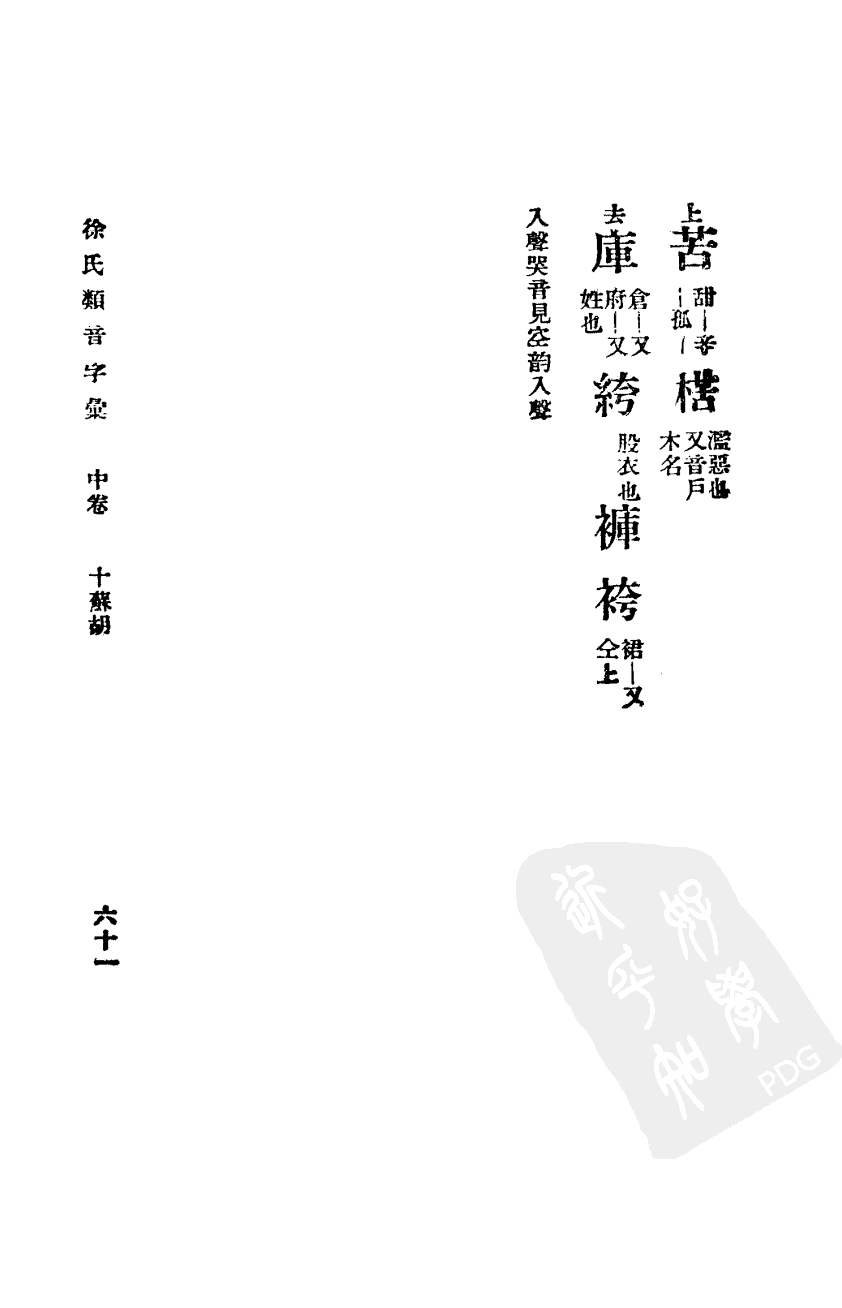 上苦甜｜辛｜孤｜楛濫惡也又音戶木名
去庫倉｜又府｜又姓也絝股衣也褲袴裙｜又仝上
入聲哭音見空韵入聲
徐氏類音字彙 中卷 十蘇胡 六十一
PDG